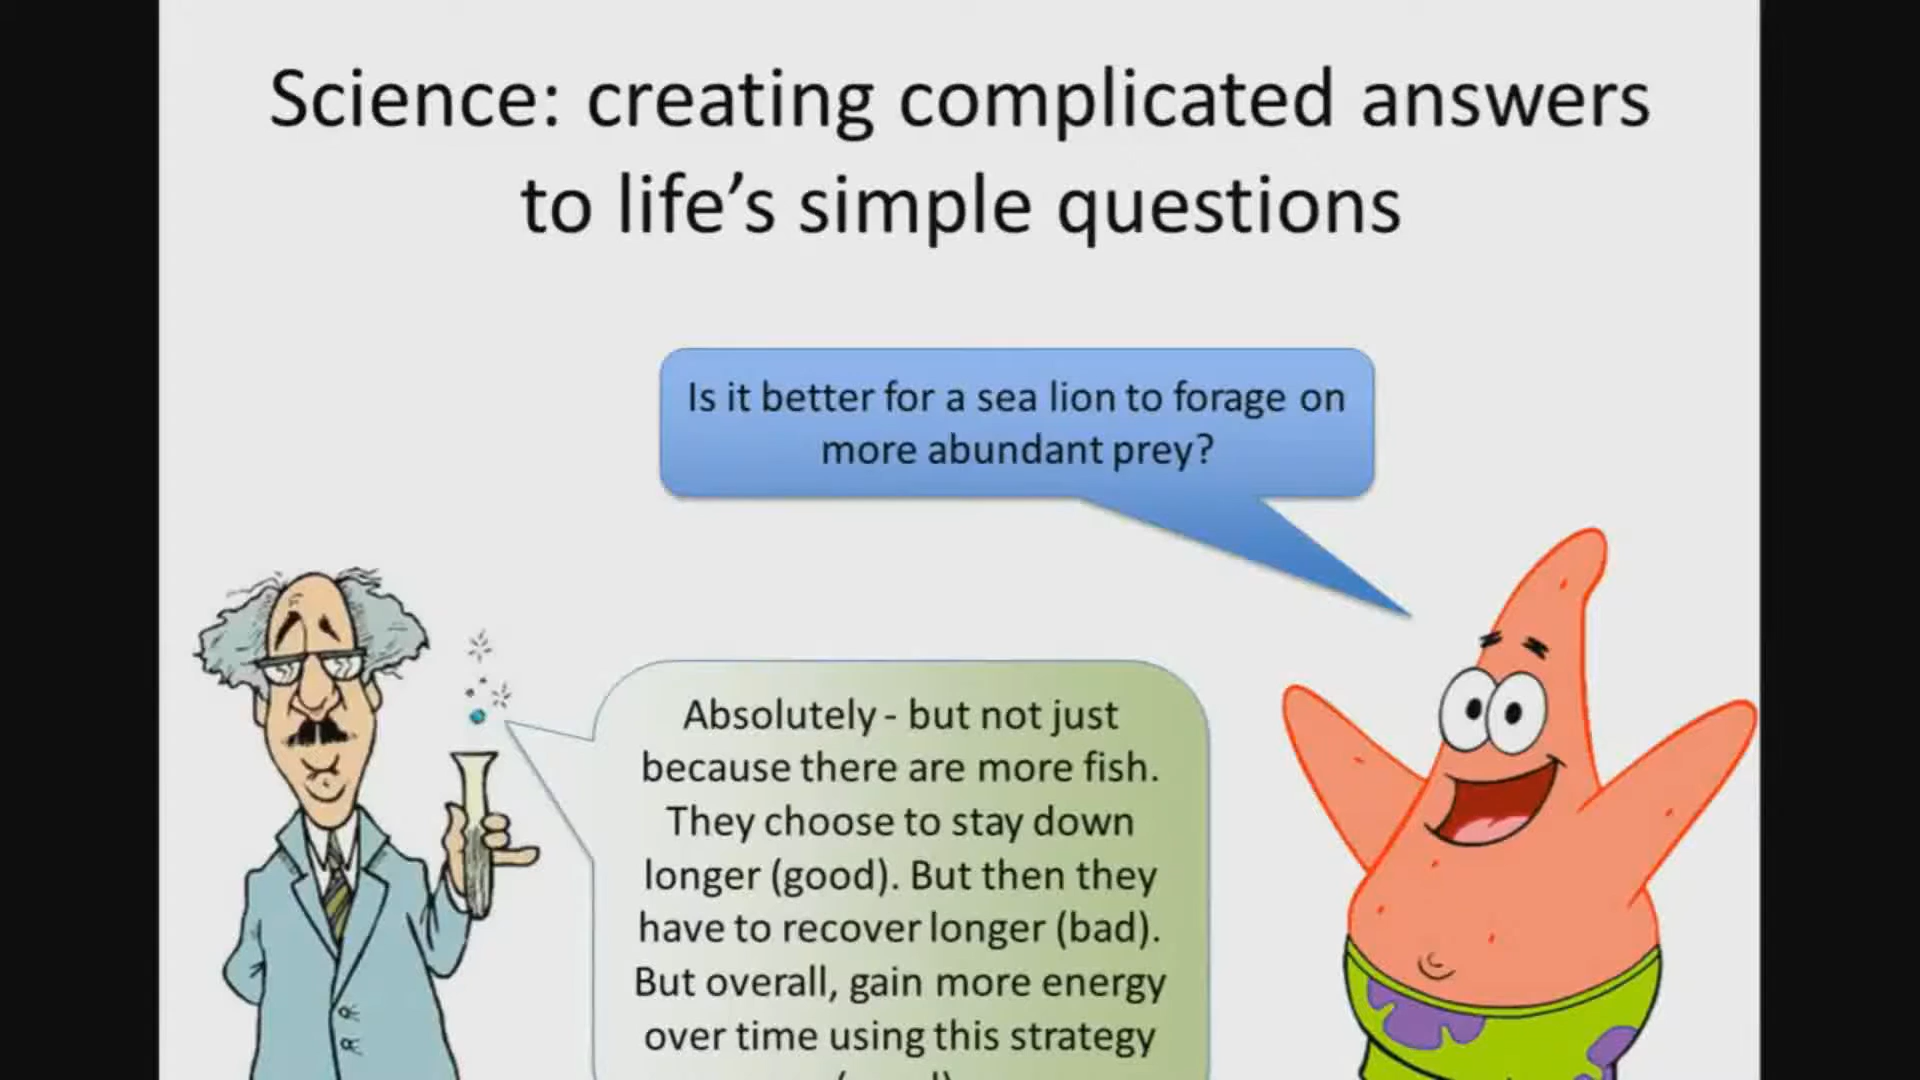 Science: creating complicated answers
to life's simple questions
Is it better for a sea lion to forage on
more abundant prey?
Absolutely - but not just
because there are more fish.
They choose to stay down
longer (good). But then they
have to recover longer (bad).
But overall, gain more energy
over time using this strategy